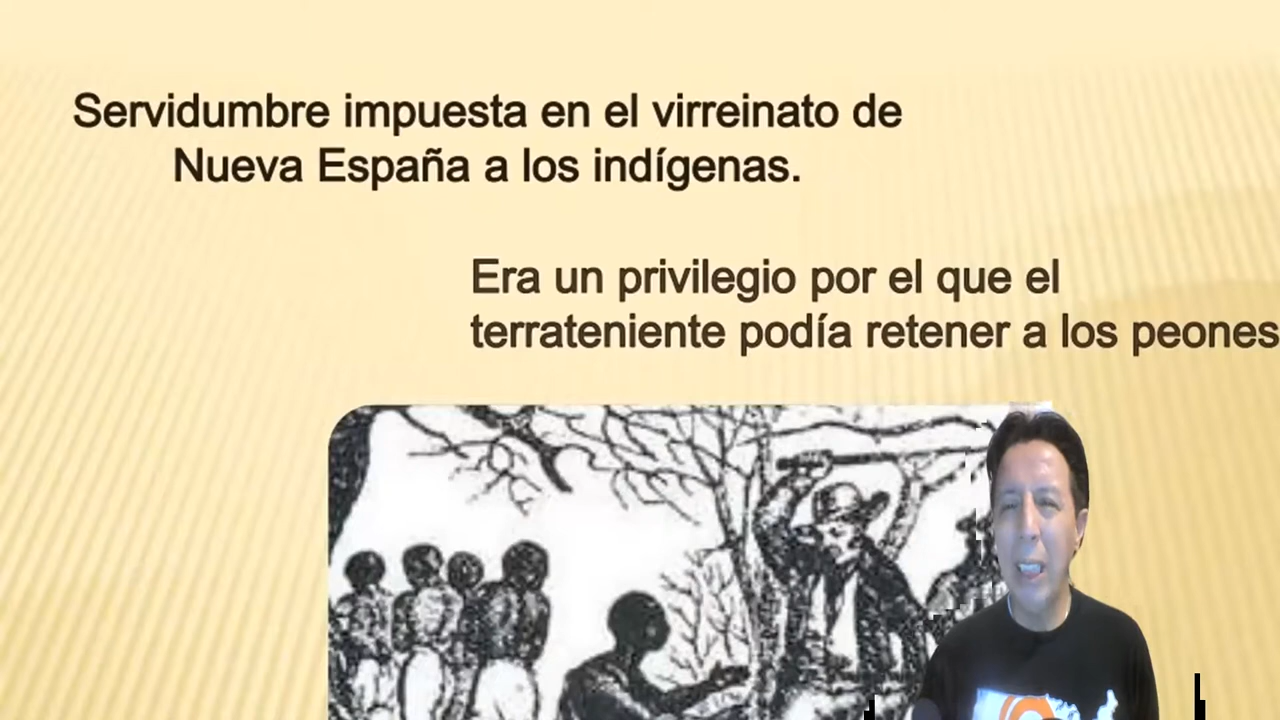 Servidumbre impuesta en el virreinato de
Nueva España a los indígenas.
Era un privilegio por el que el
terrateniente podía retener a los peones